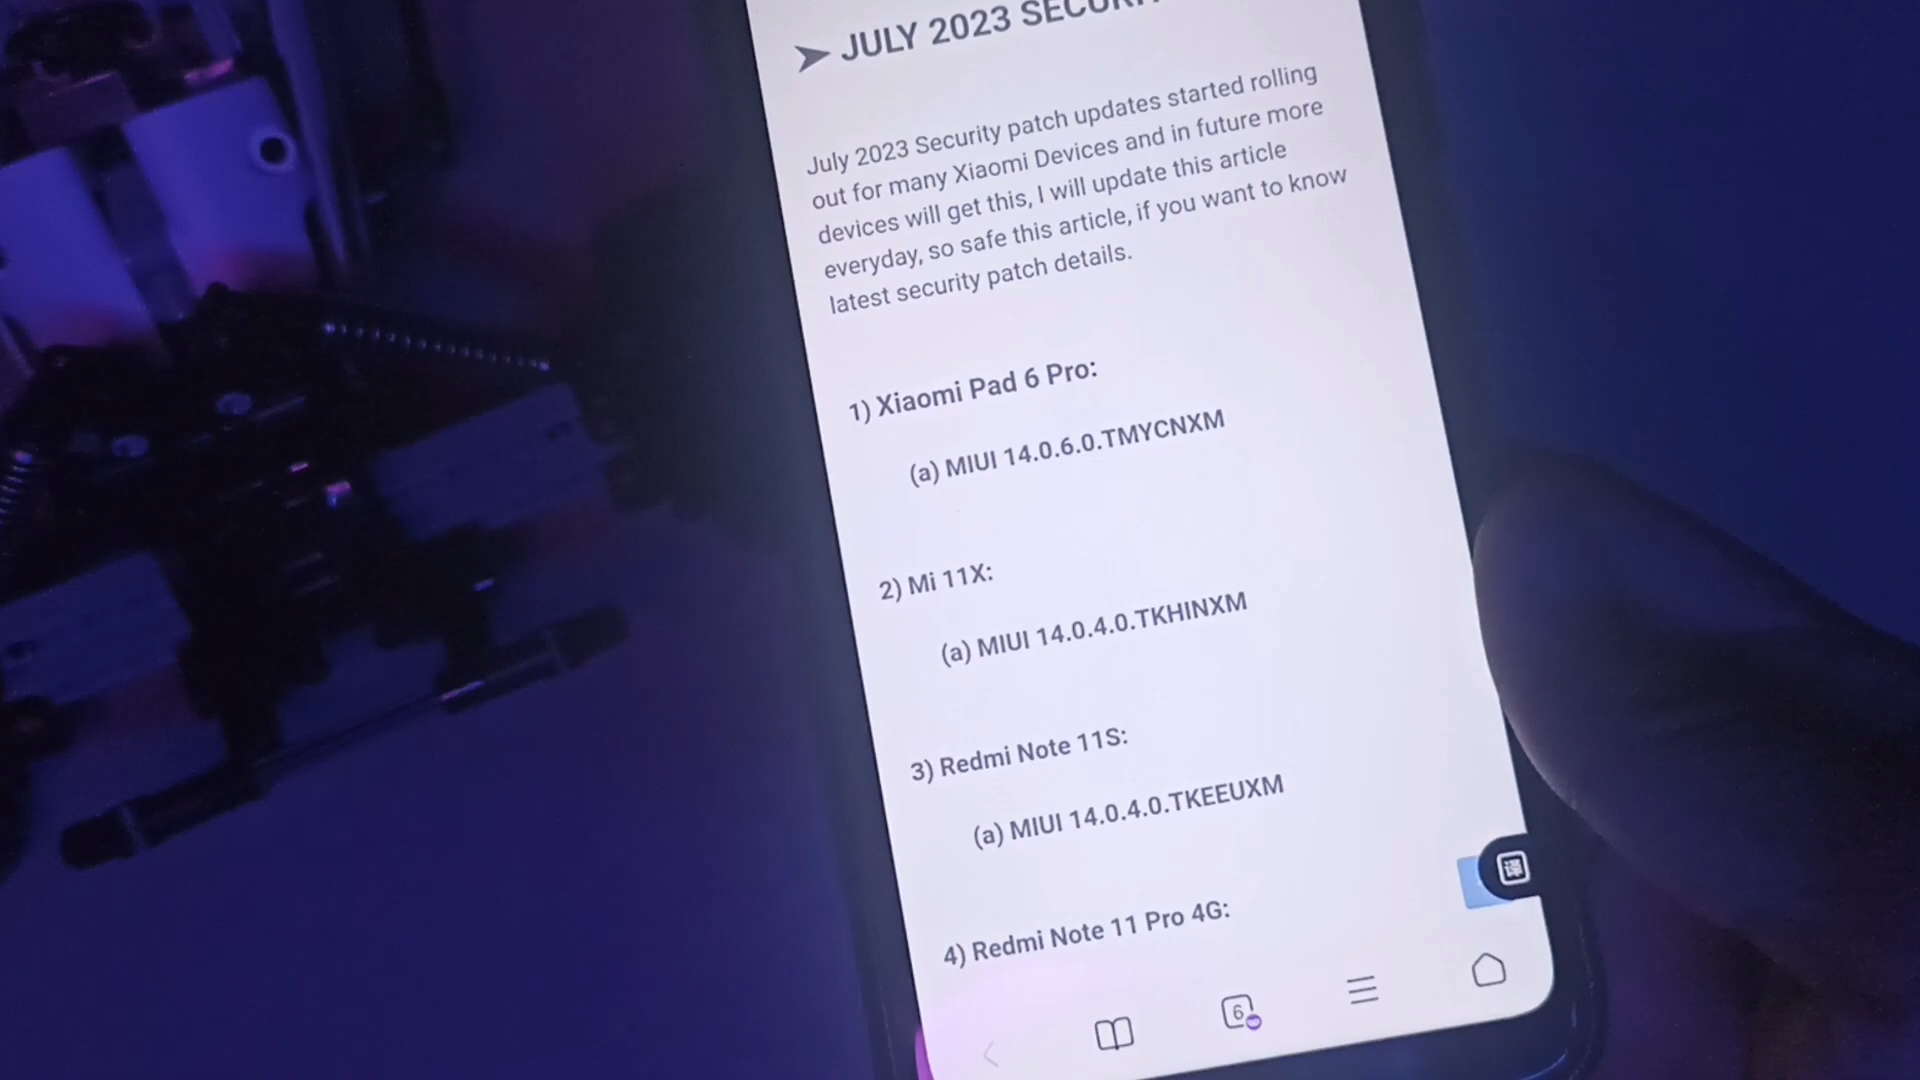 ➤ JULY 2023
July 2023 Security patch updates started rolling
out for many Xiaomi Devices and in future more
devices will get this, I will update this article
everyday, so safe this article, if you want to know
latest security patch details.
1) Xiaomi Pad 6 Pro:
(a) MIUI 14.0.6.0.TMYCNXM
2) Mi 11X:
(a) MIUI 14.0.4.0.TKHINXM
3) Redmi Note 11S:
(a) MIUI 14.0.4.0.TKEEUXM
译
4) Redmi Note 11 Pro 4G:
6